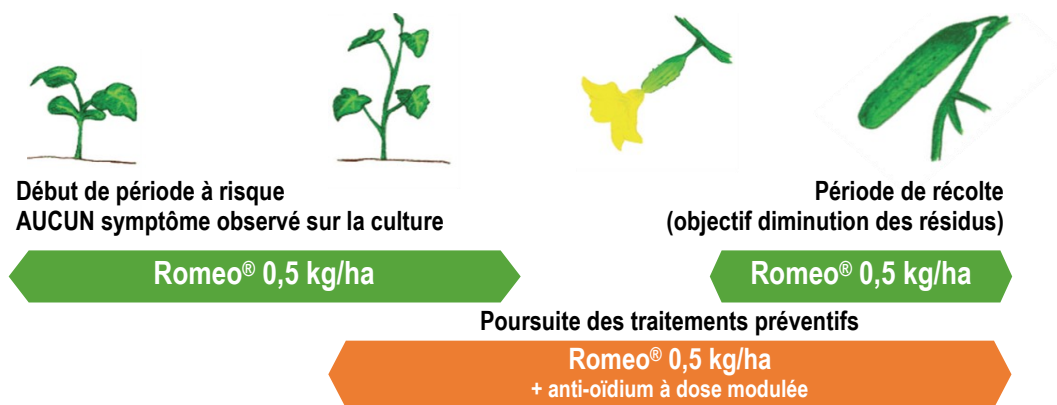 Début de période à risque
AUCUN symptôme observé sur la culture
Période de récolte
(objectif diminution des résidus)
Romeo® 0,5 kg/ha
Romeo® 0,5 kg/ha
Poursuite des traitements préventifs
Romeo® 0,5 kg/ha
+ anti-oïdium à dose modulée